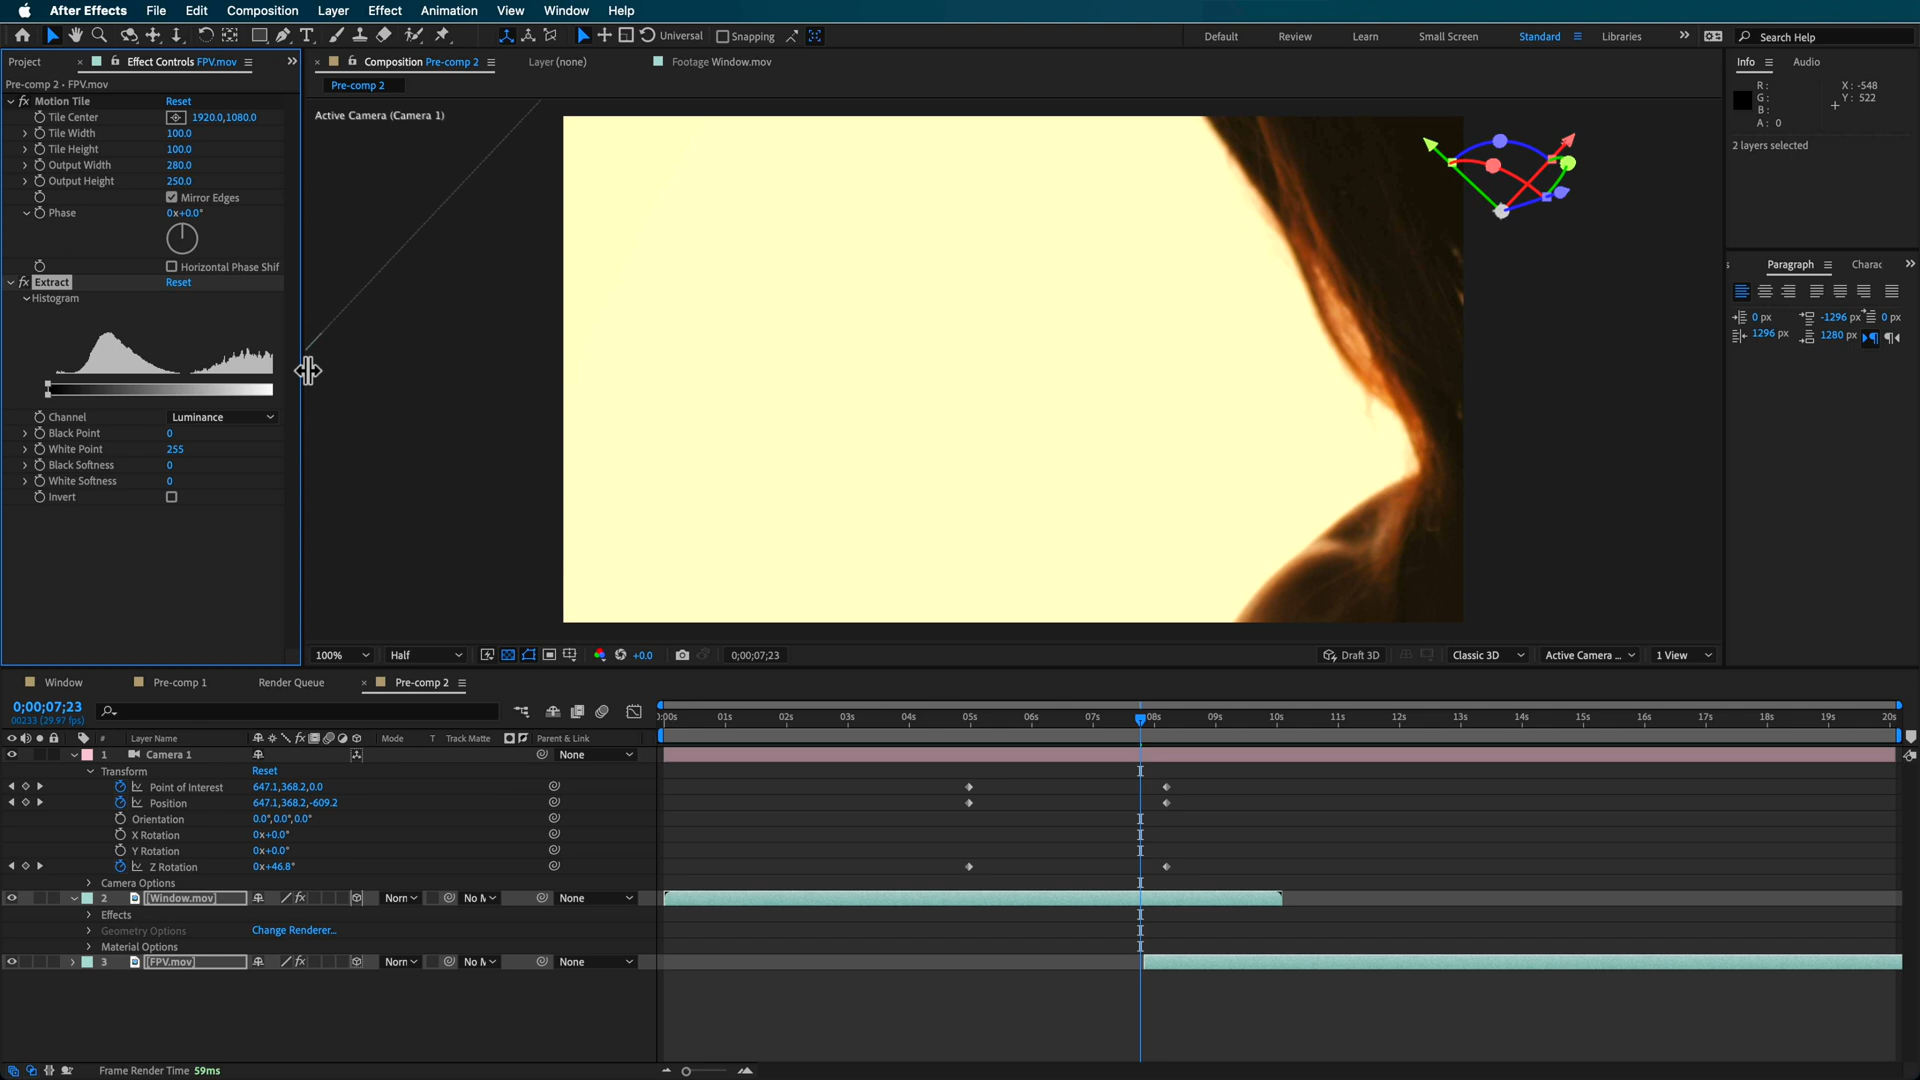 After Effects File Edit Composition Layer Effect Animation View Window Help
Universal Snapping Default Review Learn Small Screen Standard Libraries Search Help
Project Effect Controls FPV.mov Composition Pre-comp 2 Layer (none) Footage Window.mov Info Audio
Pre-comp 2 • FPV.mov Pre-comp 2
R: X: -548
G: Y: 522
B:
A: 0
2 layers selected
Motion Tile Reset
Tile Center 1920.0,1080.0
Tile Width 100.0
Tile Height 100.0
Output Width 280.0
Output Height 250.0
Mirror Edges
Phase 0x+0.0°
Horizontal Phase Shif
Extract Reset
Histogram
Channel Luminance
Black Point 0
White Point 255
Black Softness 0
White Softness 0
Invert
Active Camera (Camera 1)
s Paragraph Charac
0 px -1296 px 0 px
1296 px 1280 px
100% Half +0.0 0;00;07;23 Draft 3D Classic 3D Active Camera ... 1 View
Window Pre-comp 1 Render Queue Pre-comp 2
0;00;07;23
00233 (29.97 fps)
0:00s 01s 02s 03s 04s 05s 06s 07s 08s 09s 10s 11s 12s 13s 14s 15s 16s 17s 18s 19s 20s
# Layer Name Mode T Track Matte Parent & Link
1 Camera 1 None
Transform Reset
Point of Interest 647.1,368.2,0.0
Position 647.1,368.2,-609.2
Orientation 0.0°,0.0°,0.0°
X Rotation 0x+0.0°
Y Rotation 0x+0.0°
Z Rotation 0x+46.8°
Camera Options
2 [Window.mov] Norn No M None
Effects
Geometry Options Change Renderer...
Material Options
3 [FPV.mov] Norn No M None
Frame Render Time 59ms